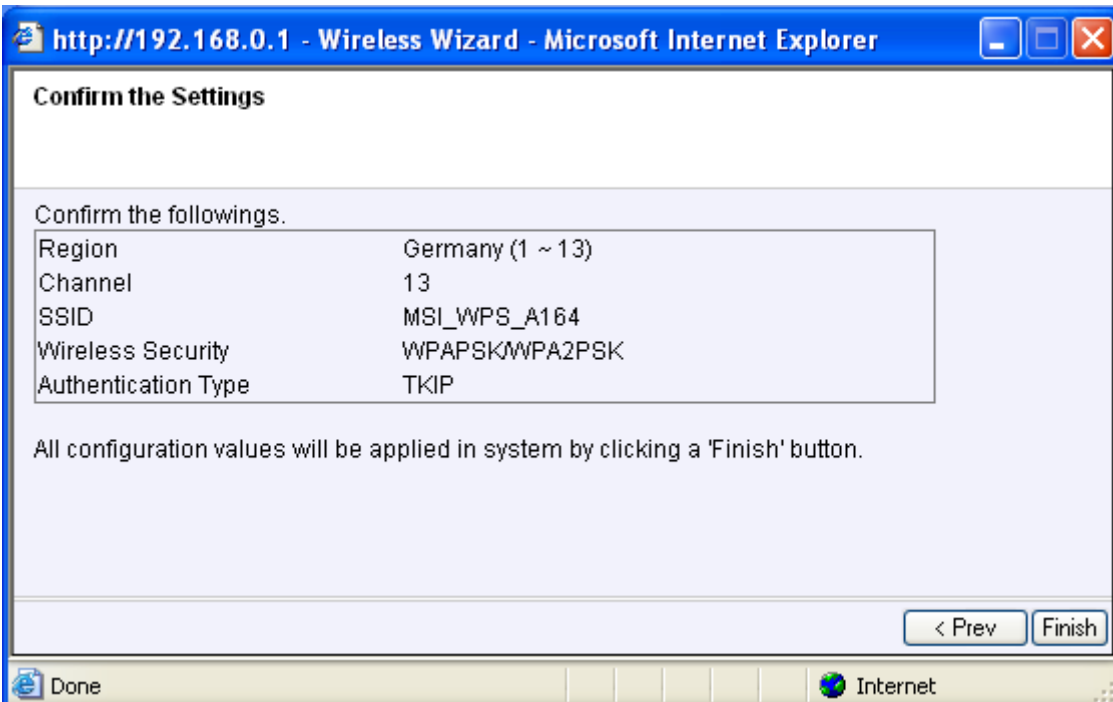 http://192.168.0.1 - Wireless Wizard - Microsoft Internet Explorer
Confirm the Settings
Confirm the followings.
Region Germany (1 ~ 13)
Channel 13
SSID MSI_WPS_A164
Wireless Security WPAPSK/WPA2PSK
Authentication Type TKIP
All configuration values will be applied in system by clicking a 'Finish' button.
< Prev Finish
Done Internet